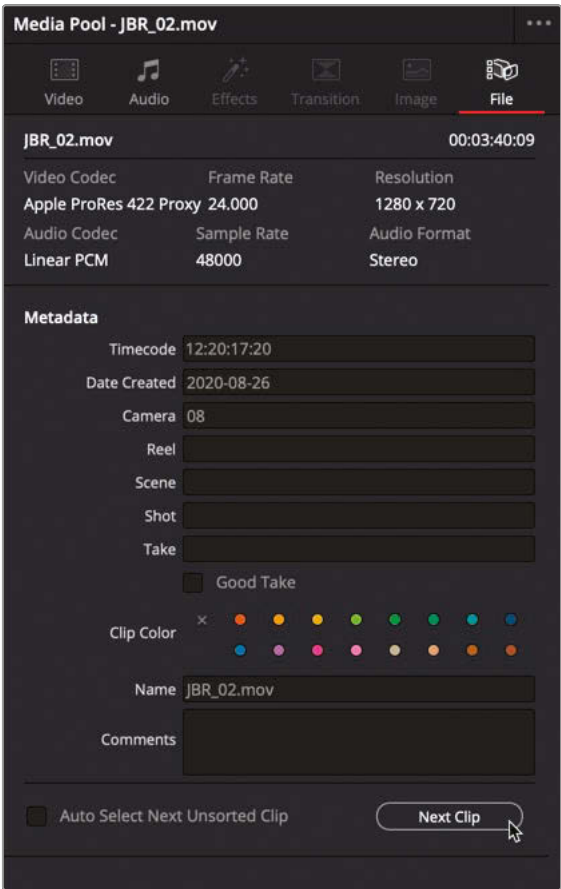 Media Pool - JBR_02.mov
Video Audio Effects Transition Image File
JBR_02.mov 00:03:40:09
Video Codec Frame Rate Resolution
Apple ProRes 422 Proxy 24.000 1280 x 720
Audio Codec Sample Rate Audio Format
Linear PCM 48000 Stereo
Metadata
Timecode 12:20:17:20
Date Created 2020-08-26
Camera 08
Reel
Scene
Shot
Take
Good Take
Clip Color
Name JBR_02.mov
Comments
Auto Select Next Unsorted Clip Next Clip